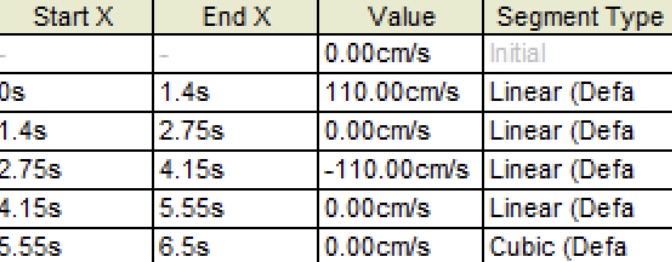 Start X End X Value Segment Type
- - 0.00cm/s Initial
0s 1.4s 110.00cm/s Linear (Defa
1.4s 2.75s 0.00cm/s Linear (Defa
2.75s 4.15s -110.00cm/s Linear (Defa
4.15s 5.55s 0.00cm/s Linear (Defa
5.55s 6.5s 0.00cm/s Cubic (Defa